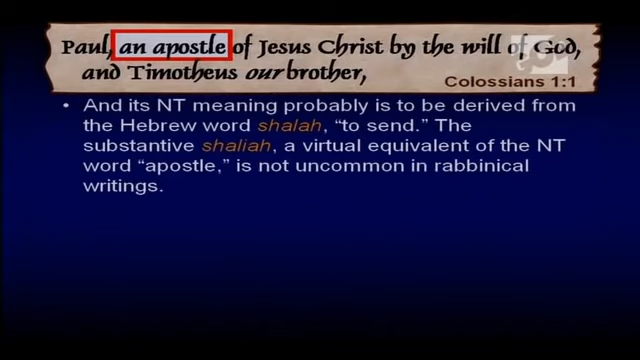 Paul, an apostle of Jesus Christ by the will of God,
and Timotheus our brother,
Colossians 1:1
• And its NT meaning probably is to be derived from
the Hebrew word shalah, “to send.” The
substantive shaliah, a virtual equivalent of the NT
word “apostle,” is not uncommon in rabbinical
writings.